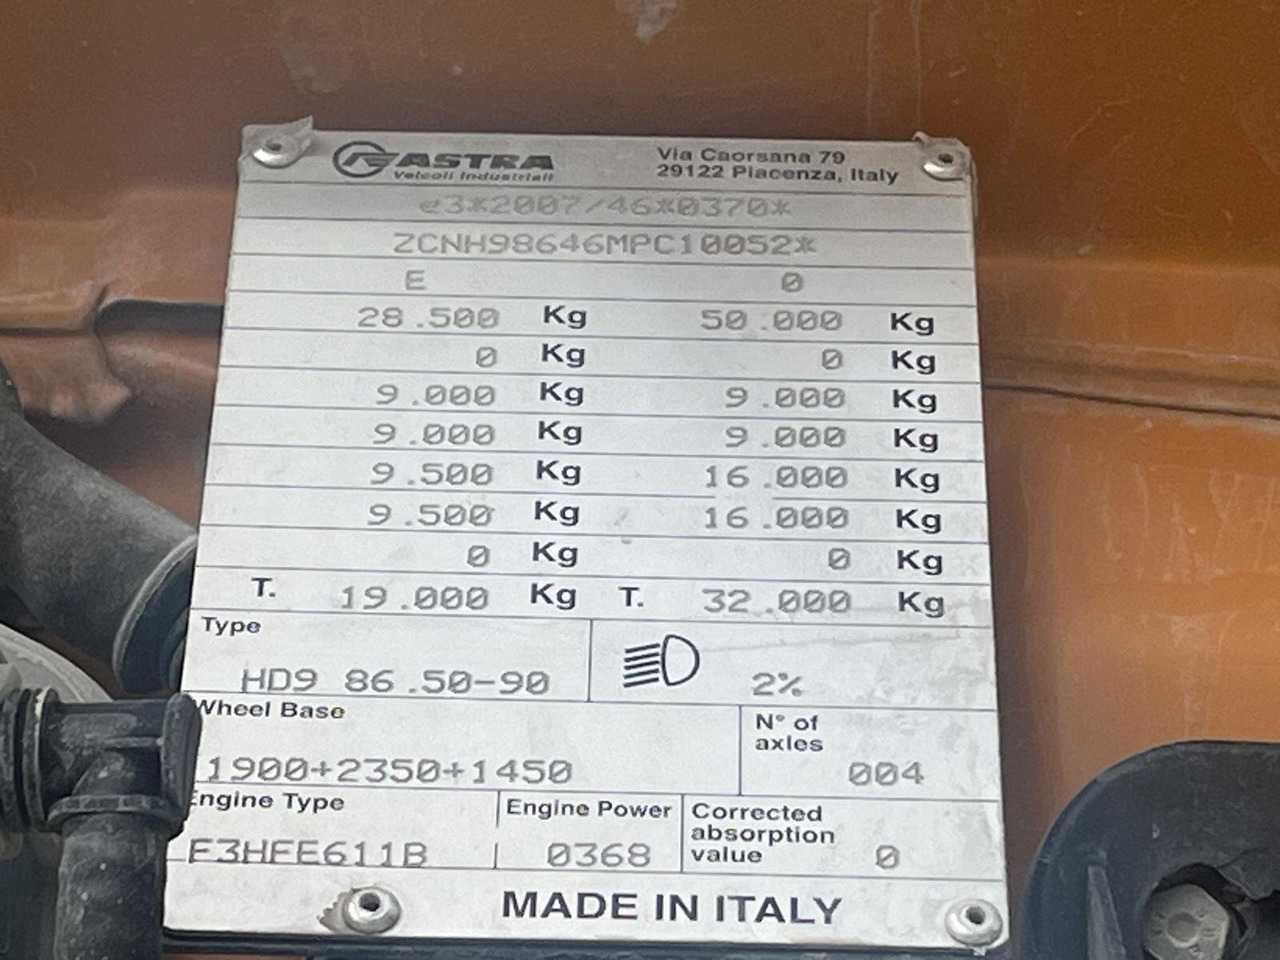 ASTRA
Veicoli Industriali
Via Caorsana 79
29122 Piacenza, Italy
e3*2007/46*0370*
ZCNH98646MPC10052*
E 0
28.500 Kg 50.000 Kg
0 Kg 0 Kg
9.000 Kg 9.000 Kg
9.000 Kg 9.000 Kg
9.500 Kg 16.000 Kg
9.500 Kg 16.000 Kg
0 Kg 0 Kg
T. 19.000 Kg T. 32.000 Kg
Type
HD9 86.50-90
2%
Wheel Base
1900+2350+1450
N° of
axles
004
Engine Type
F3HFE611B
Engine Power
0368
Corrected
absorption
value
0
MADE IN ITALY